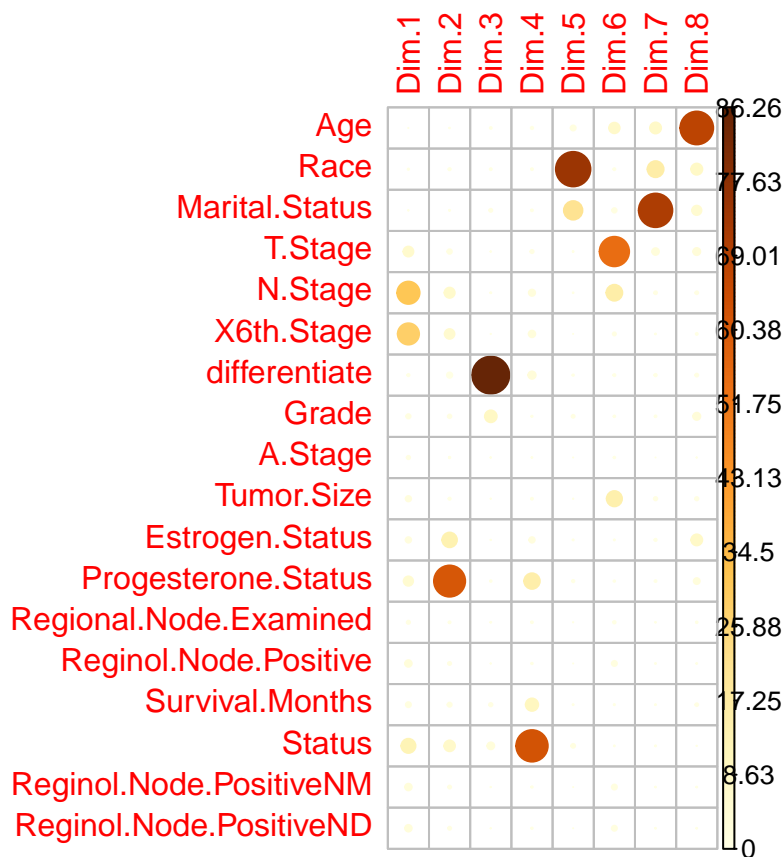 Dim.1 Dim.2 Dim.3 Dim.4 Dim.5 Dim.6 Dim.7 Dim.8
Age
Race
Marital.Status
T.Stage
N.Stage
X6th.Stage
differentiate
Grade
A.Stage
Tumor.Size
Estrogen.Status
Progesterone.Status
Regional.Node.Examined
Reginol.Node.Positive
Survival.Months
Status
Reginol.Node.PositiveNM
Reginol.Node.PositiveND
86.26
77.63
69.01
60.38
51.75
43.13
34.5
25.88
17.25
8.63
0